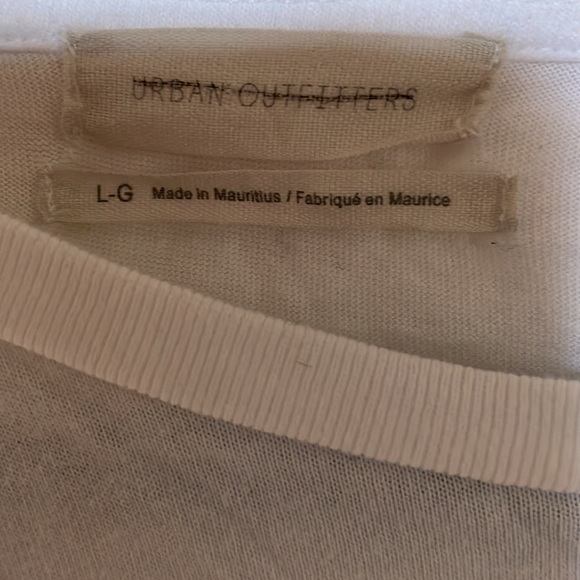 URBAN OUTFITTERS
L-G Made in Mauritius / Fabriqué en Maurice